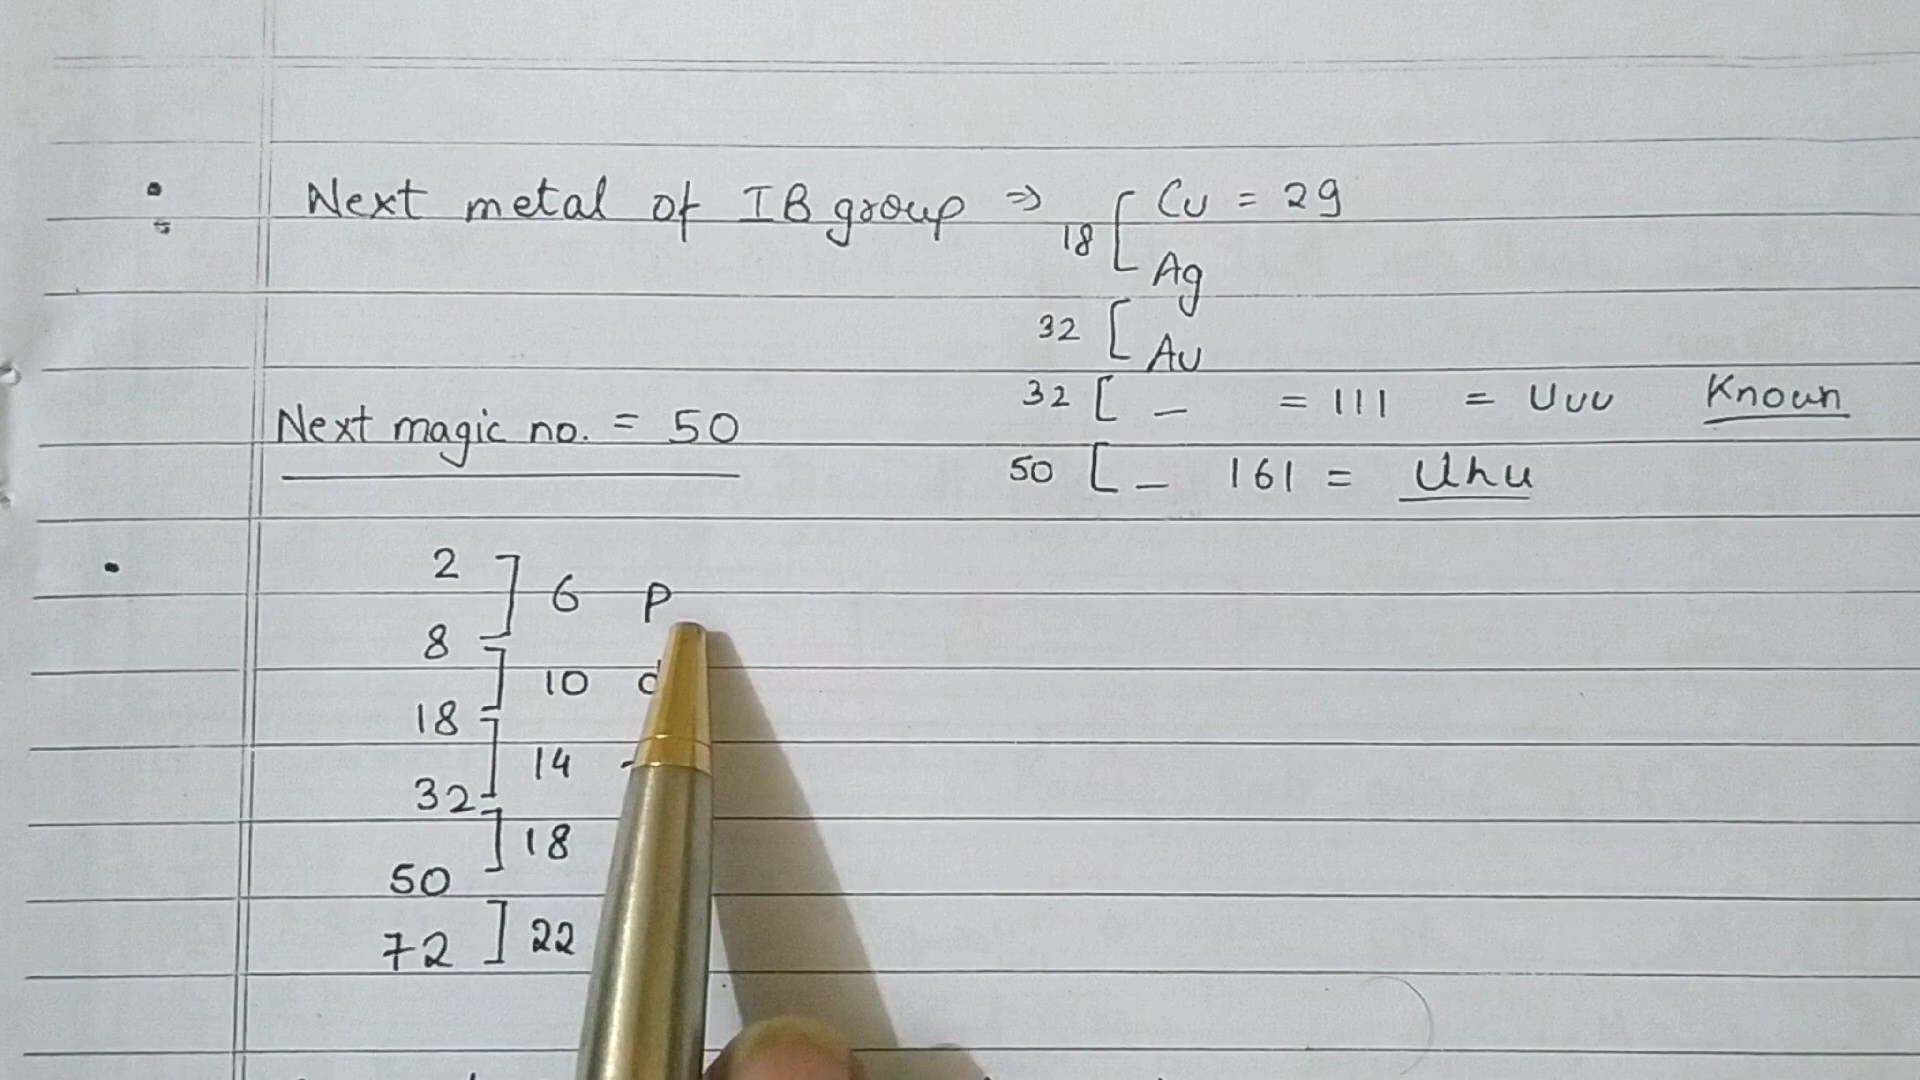 Next metal of IB group ⇒ 18 [ Cu = 29
Ag
32 [ Au
32 [ — = 111 = Uuu Known
Next magic no. = 50
50 [ — 161 = Uhu
2 ] 6 p
8
] 10 d
18
] 14
32
] 18
50
72 ] 22